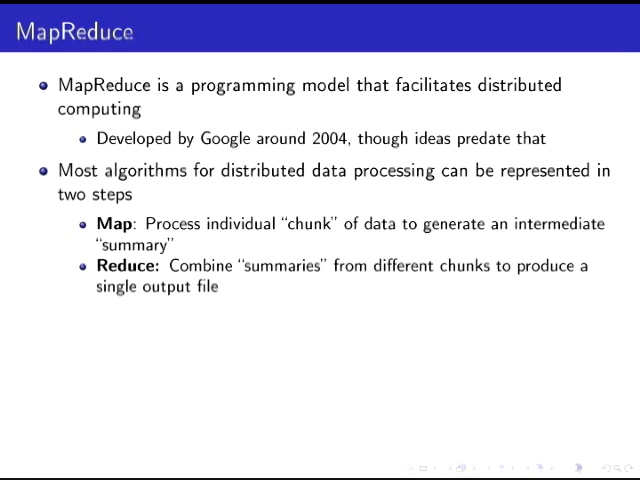 MapReduce
MapReduce is a programming model that facilitates distributed
computing
Developed by Google around 2004, though ideas predate that
Most algorithms for distributed data processing can be represented in
two steps
Map: Process individual “chunk” of data to generate an intermediate
“summary”
Reduce: Combine “summaries” from different chunks to produce a
single output file